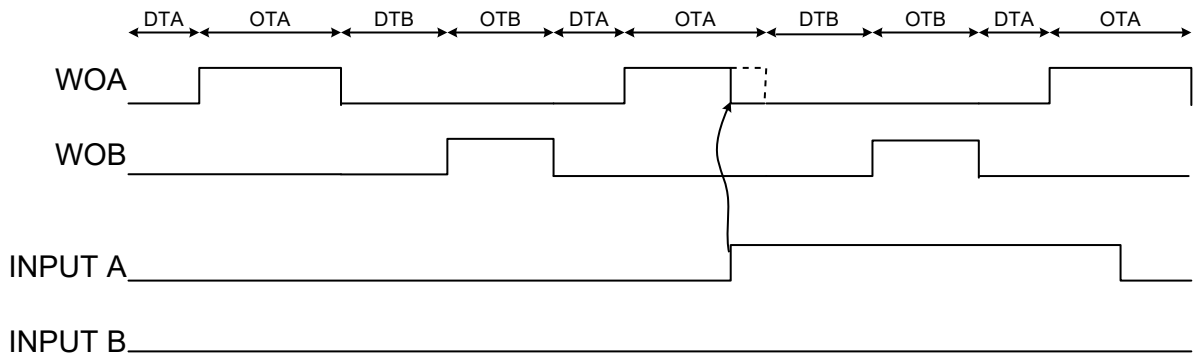 DTA OTA DTB OTB DTA OTA DTB OTB DTA OTA
WOA
WOB
INPUT A
INPUT B